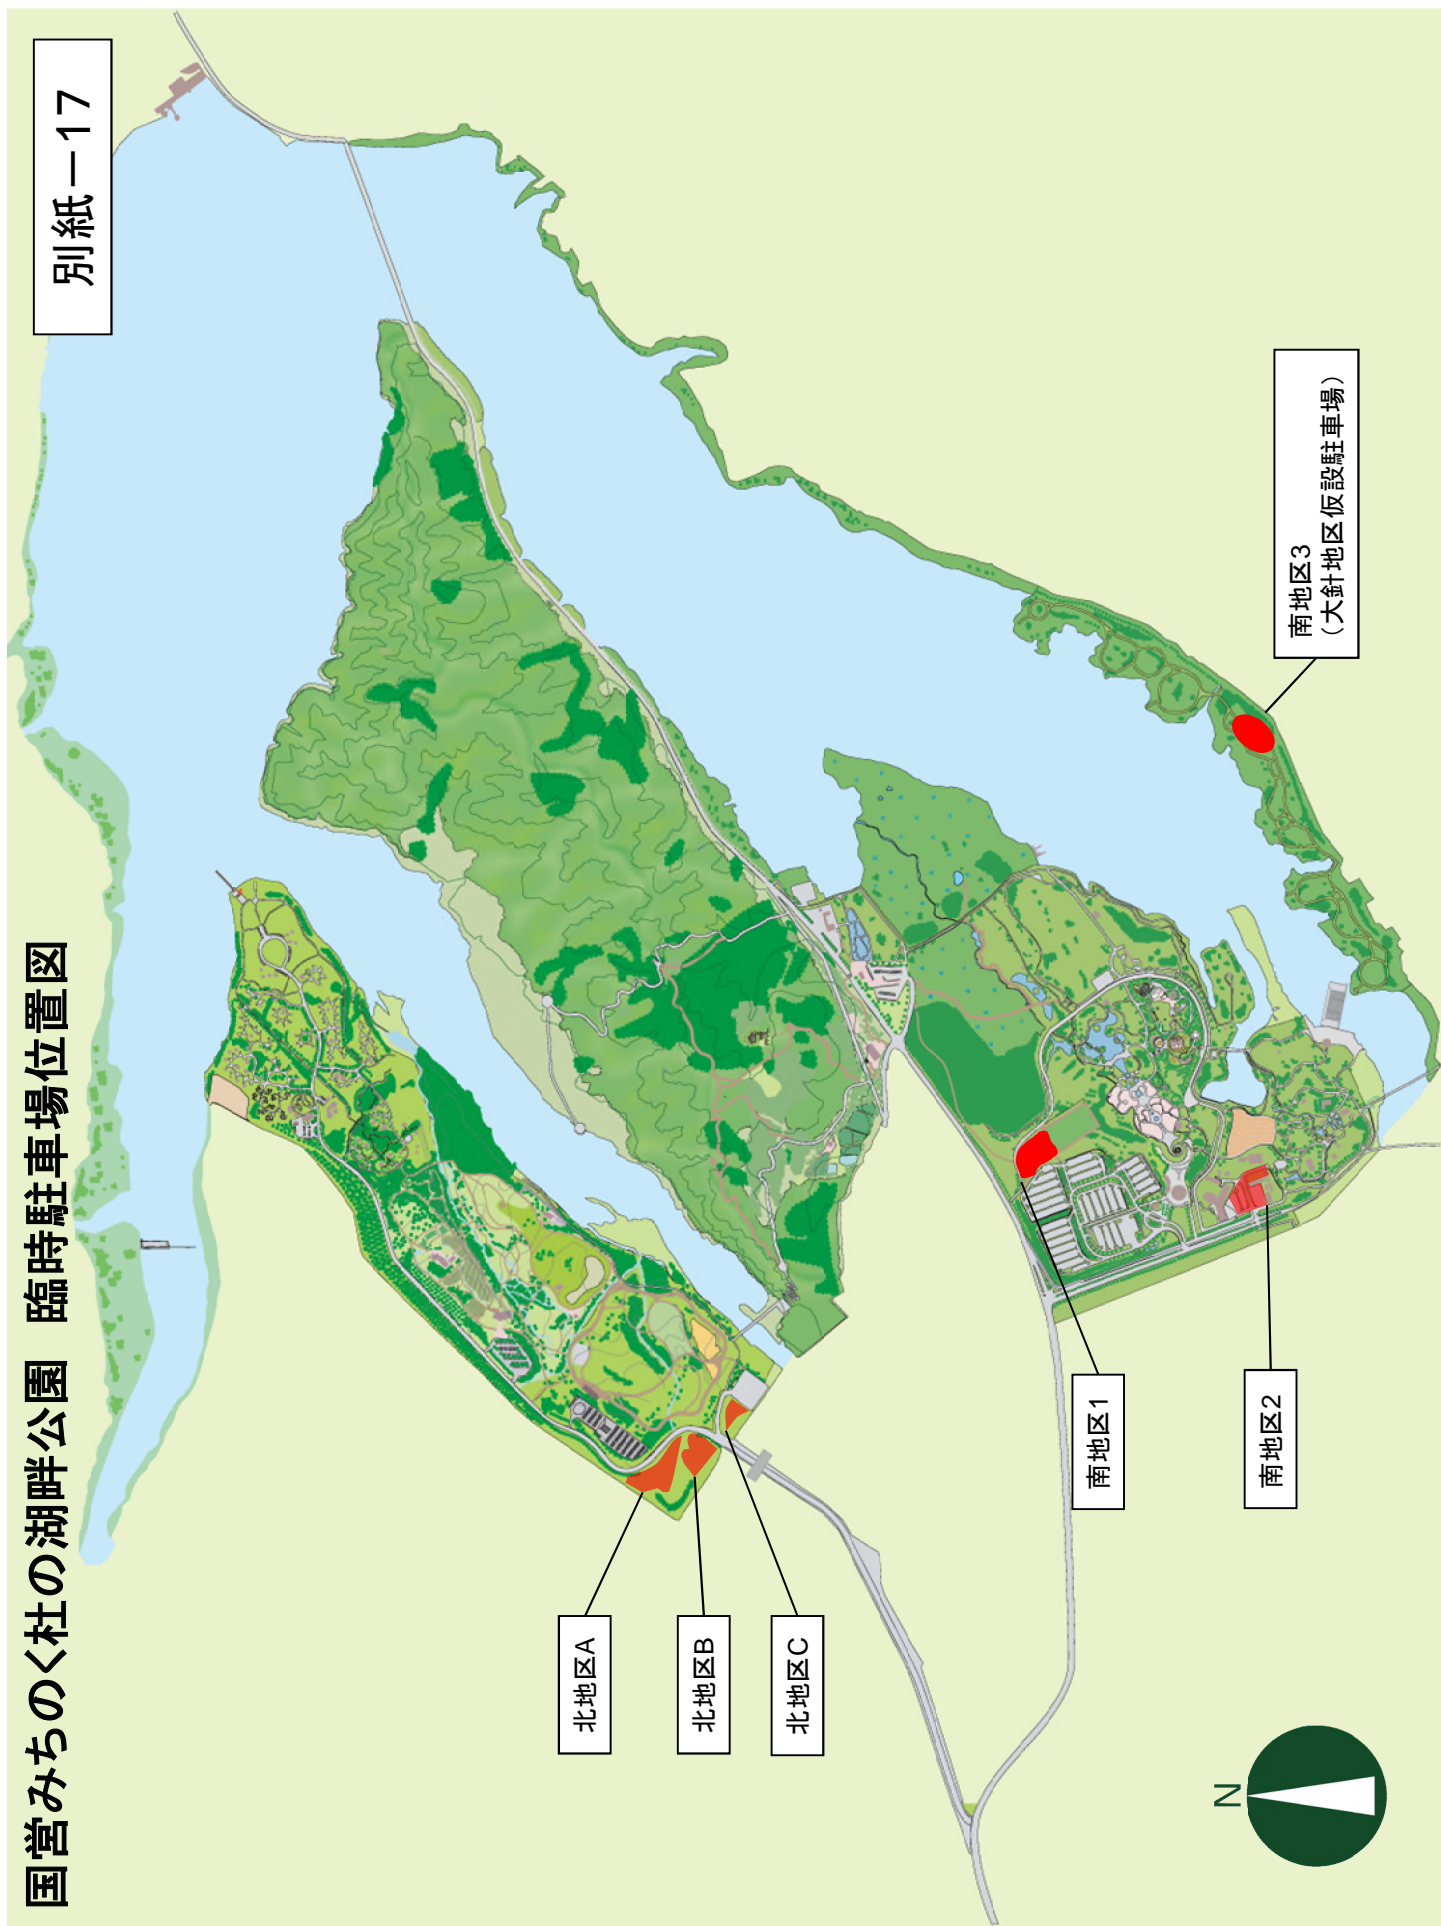 別紙－17
国営みちのく杜の湖畔公園　臨時駐車場位置図
北地区A
北地区B
北地区C
南地区1
南地区2
南地区3
（大針地区仮設駐車場）
N